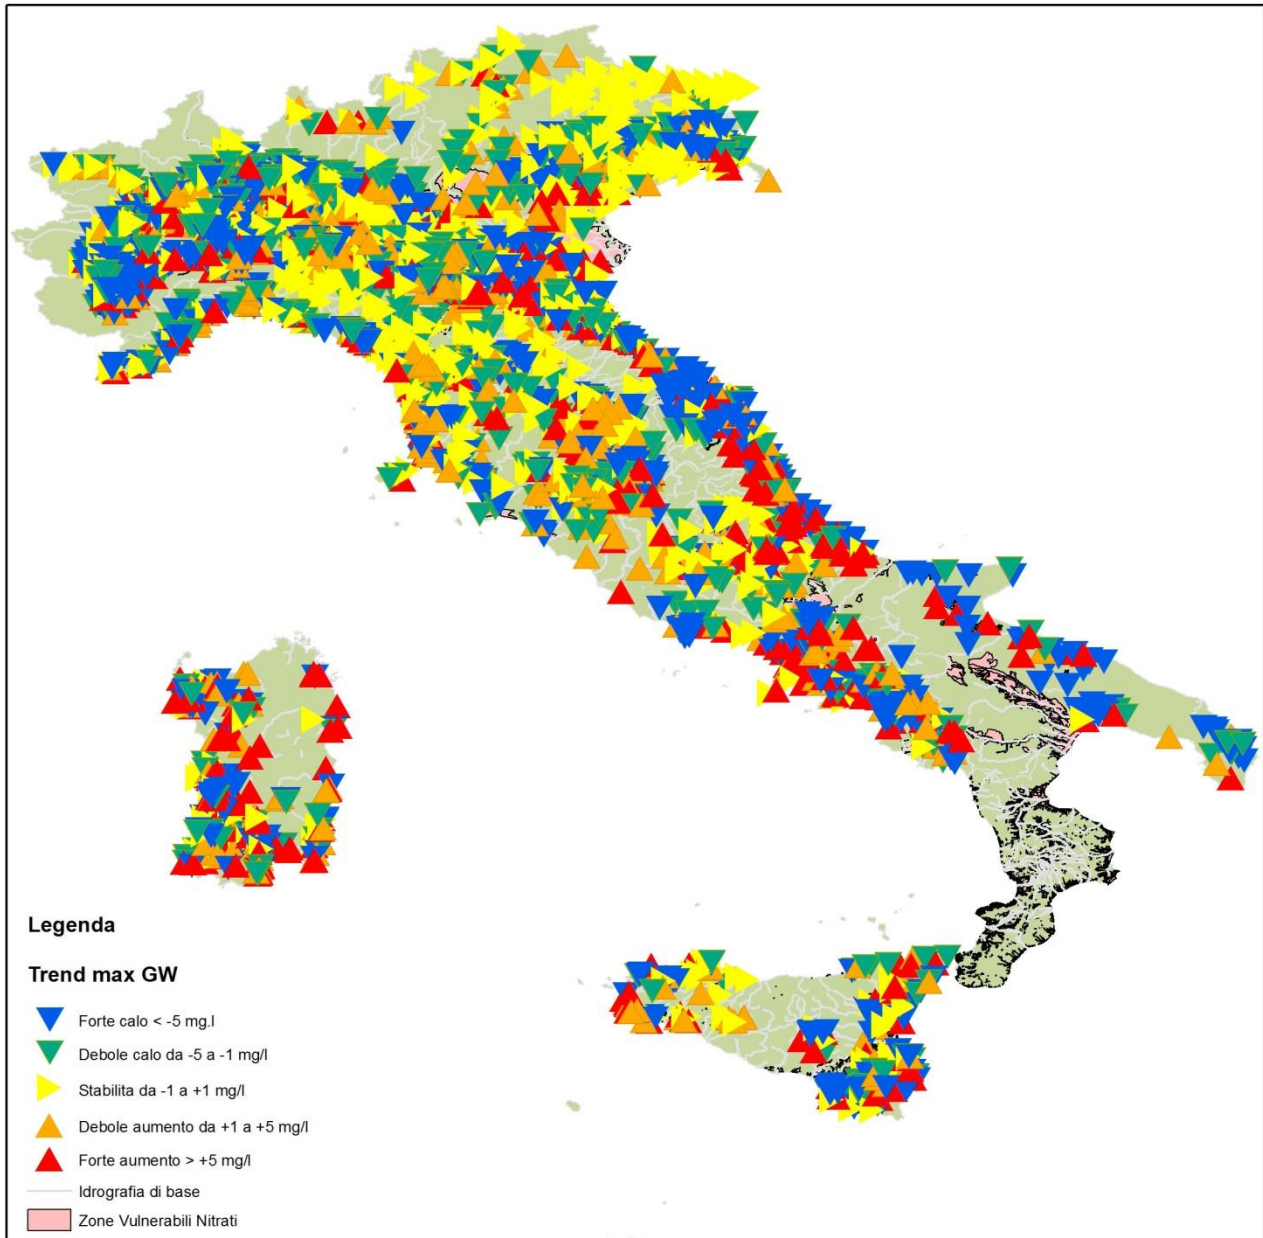 Legenda
Trend max GW
Forte calo < -5 mg.l
Debole calo da -5 a -1 mg/l
Stabilita da -1 a +1 mg/l
Debole aumento da +1 a +5 mg/l
Forte aumento > +5 mg/l
Idrografia di base
Zone Vulnerabili Nitrati